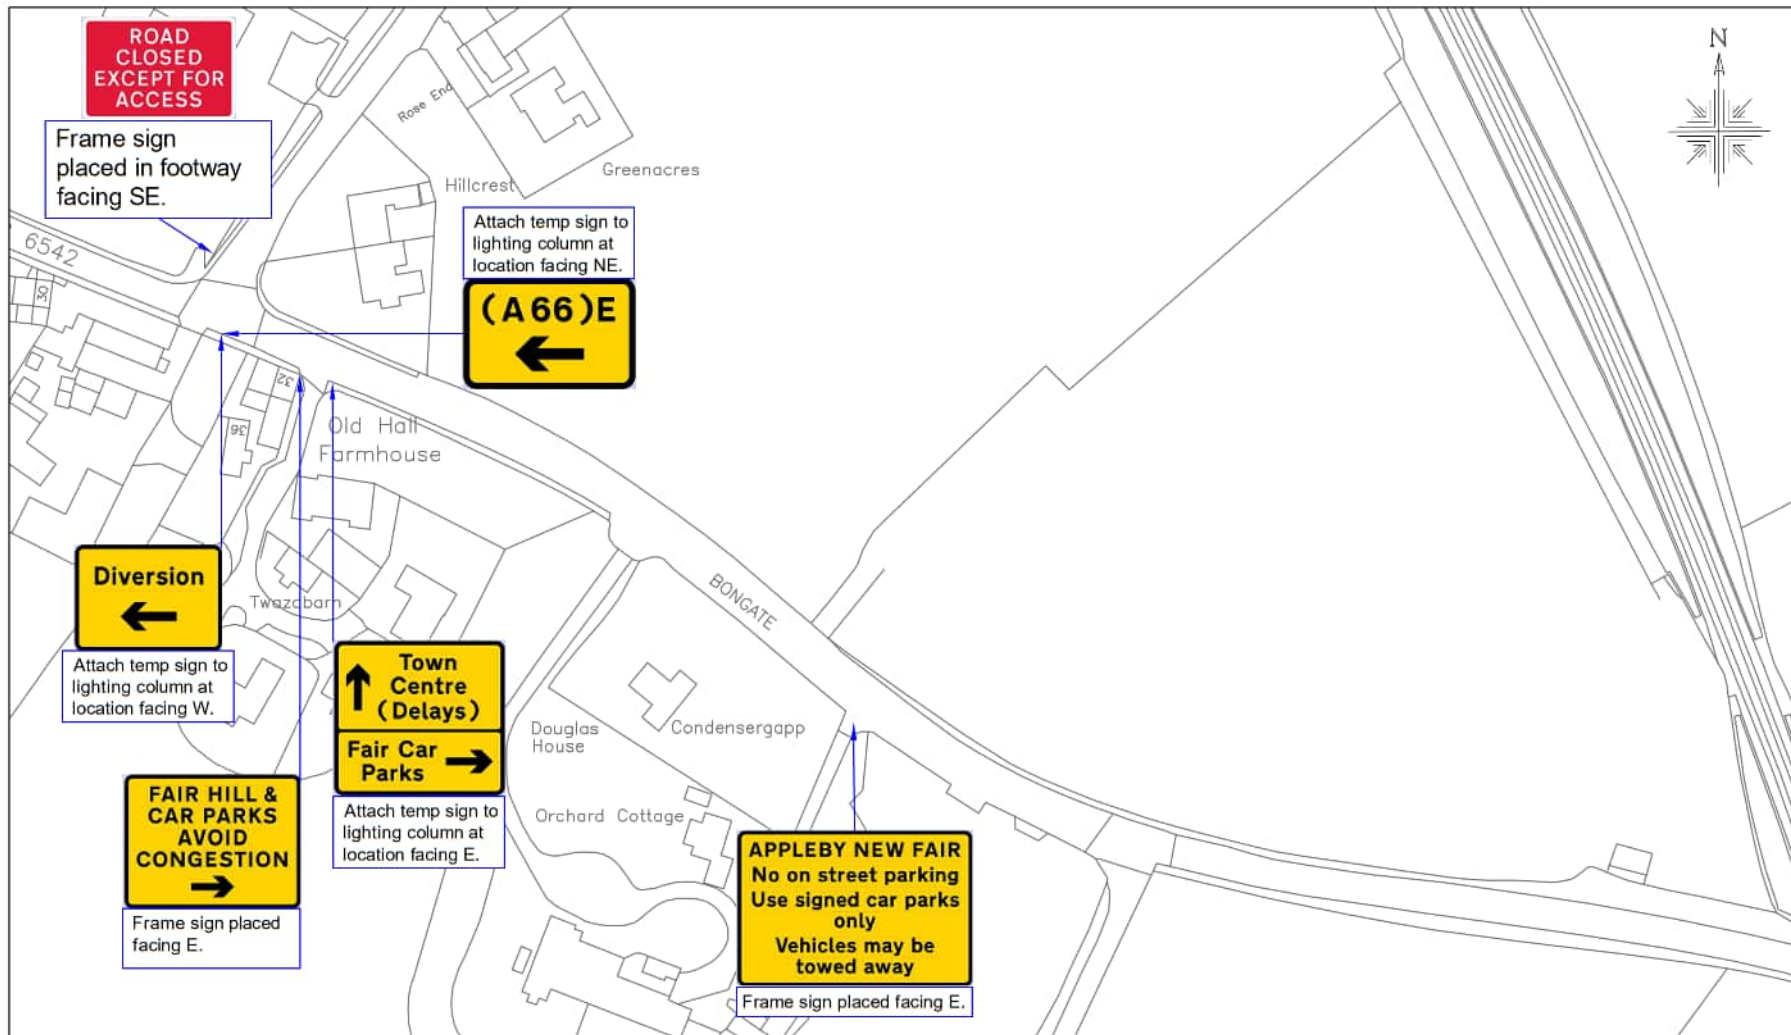 ROAD
CLOSED
EXCEPT FOR
ACCESS
Frame sign
placed in footway
facing SE.
N
Rose End
Greenacres
Hillcrest
6542
30
Attach temp sign to
lighting column at
location facing NE.
(A66)E
32
36
Old Hall
Farmhouse
Diversion
Attach temp sign to
lighting column at
location facing W.
Twazabarn
BONGATE
Town
Centre
(Delays)
Fair Car
Parks
Attach temp sign to
lighting column at
location facing E.
Douglas
House
Condensergapp
Orchard Cottage
FAIR HILL &
CAR PARKS
AVOID
CONGESTION
Frame sign placed
facing E.
APPLEBY NEW FAIR
No on street parking
Use signed car parks
only
Vehicles may be
towed away
Frame sign placed facing E.